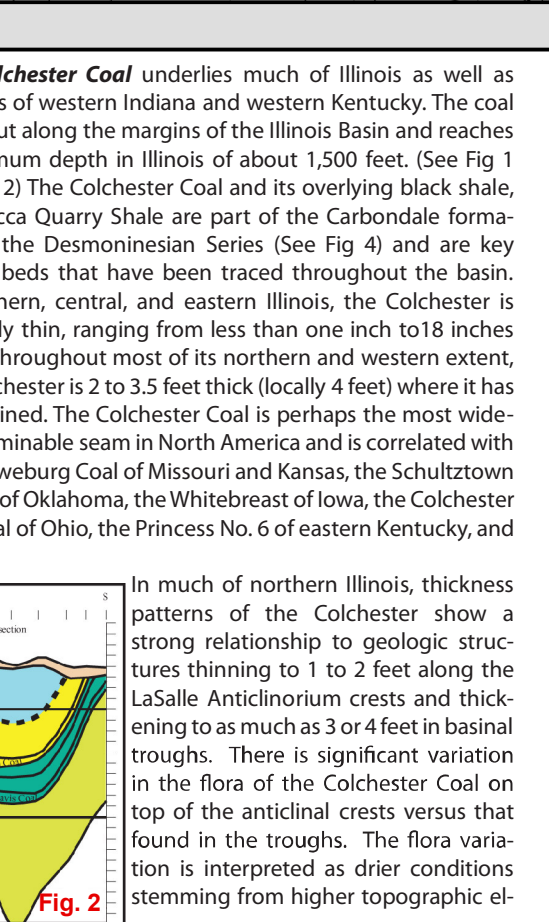 lchester Coal underlies much of Illinois as well as
s of western Indiana and western Kentucky. The coal
ut along the margins of the Illinois Basin and reaches
mum depth in Illinois of about 1,500 feet. (See Fig 1
2) The Colchester Coal and its overlying black shale,
cca Quarry Shale are part of the Carbondale forma-
the Desmoninesian Series (See Fig 4) and are key
beds that have been traced throughout the basin.
hern, central, and eastern Illinois, the Colchester is
ly thin, ranging from less than one inch to18 inches
hroughout most of its northern and western extent,
chester is 2 to 3.5 feet thick (locally 4 feet) where it has
ined. The Colchester Coal is perhaps the most wide-
minable seam in North America and is correlated with
weburg Coal of Missouri and Kansas, the Schultztown
of Oklahoma, the Whitebreast of Iowa, the Colchester
al of Ohio, the Princess No. 6 of eastern Kentucky, and
S
section
Coal
avis Coal
Fig. 2
In much of northern Illinois, thickness
patterns of the Colchester show a
strong relationship to geologic struc-
tures thinning to 1 to 2 feet along the
LaSalle Anticlinorium crests and thick-
ening to as much as 3 or 4 feet in basinal
troughs. There is significant variation
in the flora of the Colchester Coal on
top of the anticlinal crests versus that
found in the troughs. The flora varia-
tion is interpreted as drier conditions
stemming from higher topographic el-